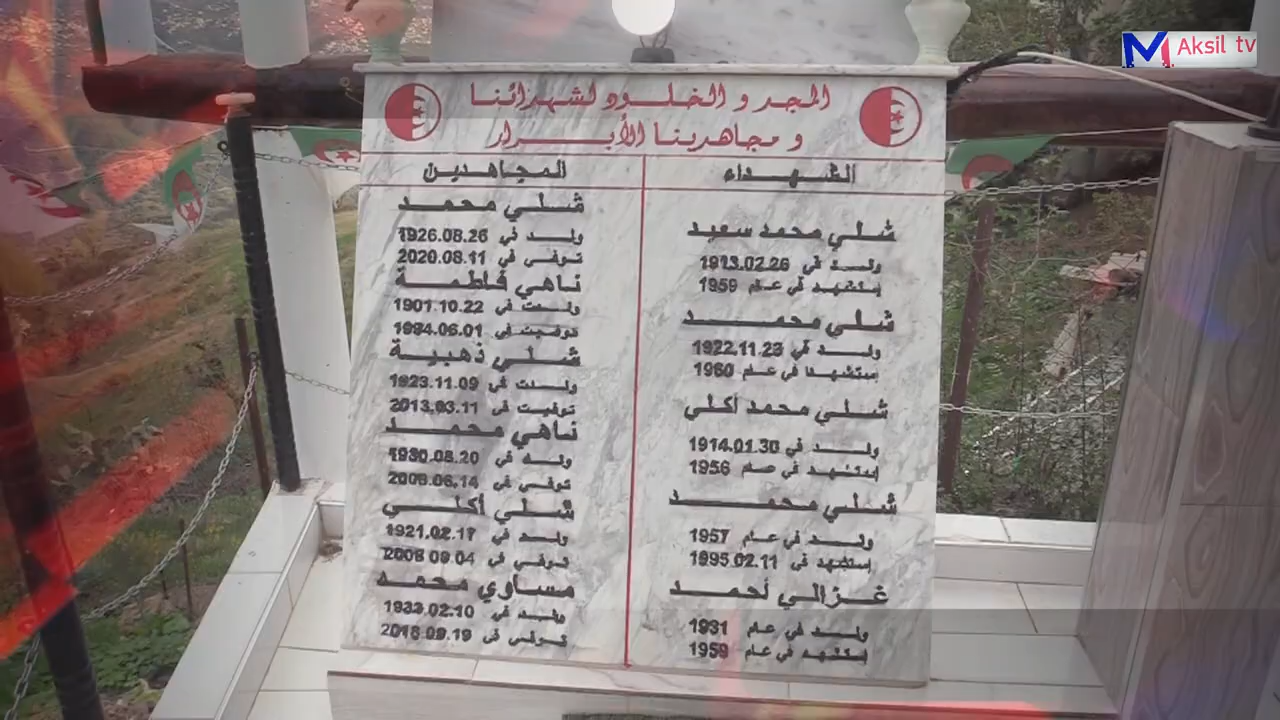 Aksil tv
المجد و الخلود لشهدائنا
و مجاهدينا الأبرار
الشهداء
شلي محمد سعيد
ولد في 1913.02.26
إستشهد في عام 1959
شلي محمد
ولد في 1922.11.23
إستشهد في عام 1960
شلي محمد أكلي
ولد في 1914.01.30
إستشهد في عام 1956
شلي محمد
ولد في عام 1957
إستشهد في 1995.02.11
غزالي أحمد
ولد في عام 1931
إستشهد في عام 1959
المجاهدين
شلي محمد
ولد في 1926.08.26
توفي في 2020.08.11
ناهي فاطمة
ولدت في 1901.10.22
توفيت في 1984.06.01
شلي ذهبية
ولدت في 1923.11.09
توفيت في 2013.03.11
ناهي محمد
ولد في 1930.08.20
توفي في 2008.06.14
شلي أكلي
ولد في 1921.02.17
توفي في 2008.09.04
مساوي محمد
ولد في 1933.02.10
توفي في 2018.09.19